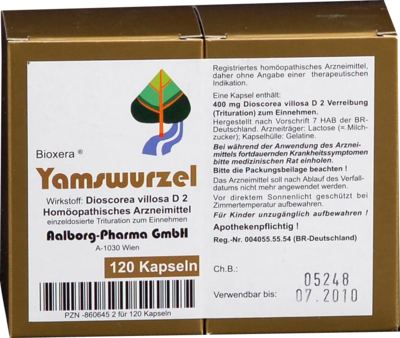 Bioxera ®
Yamswurzel
Wirkstoff: Dioscorea villosa D 2
Homöopathisches Arzneimittel
einzeldosierte Trituration zum Einnehmen
Aalborg-Pharma GmbH
A-1030 Wien
120 Kapseln
PZN -860645 2 für 120 Kapseln
Registriertes homöopathisches Arzneimittel,
daher ohne Angabe einer therapeutischen
Indikation.
Eine Kapsel enthält:
400 mg Dioscorea villosa D 2 Verreibung
(Trituration) zum Einnehmen.
Hergestellt nach Vorschrift 7 HAB der BR-
Deutschland. Arzneiträger: Lactose (= Milch-
zucker); Kapselhülle: Gelatine.
Bei während der Anwendung des Arznei-
mittels fortdauernden Krankheitssymptomen
bitte medizinischen Rat einholen.
Bitte die Packungsbeilage beachten !
Das Arzneimittel soll nach Ablauf des Verfall-
datums nicht mehr angewendet werden.
Vor direktem Sonnenlicht geschützt bei
Zimmertemperatur aufbewahren.
Für Kinder unzugänglich aufbewahren !
Apothekenpflichtig !
Reg.-Nr. 004055.55.54 (BR-Deutschland)
Ch.B.: 05248
Verwendbar bis: 07.2010